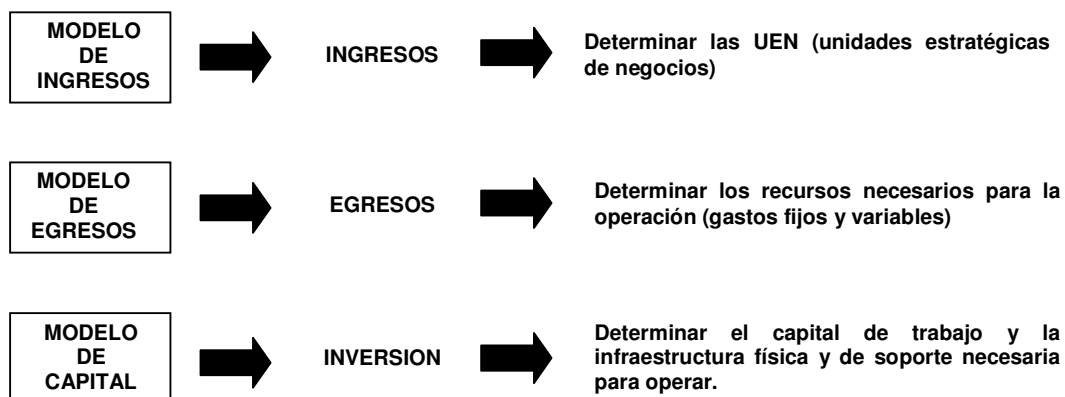 MODELO
DE
INGRESOS
INGRESOS
Determinar las UEN (unidades estratégicas
de negocios)
MODELO
DE
EGRESOS
EGRESOS
Determinar los recursos necesarios para la
operación (gastos fijos y variables)
MODELO
DE
CAPITAL
INVERSION
Determinar el capital de trabajo y la
infraestructura física y de soporte necesaria
para operar.